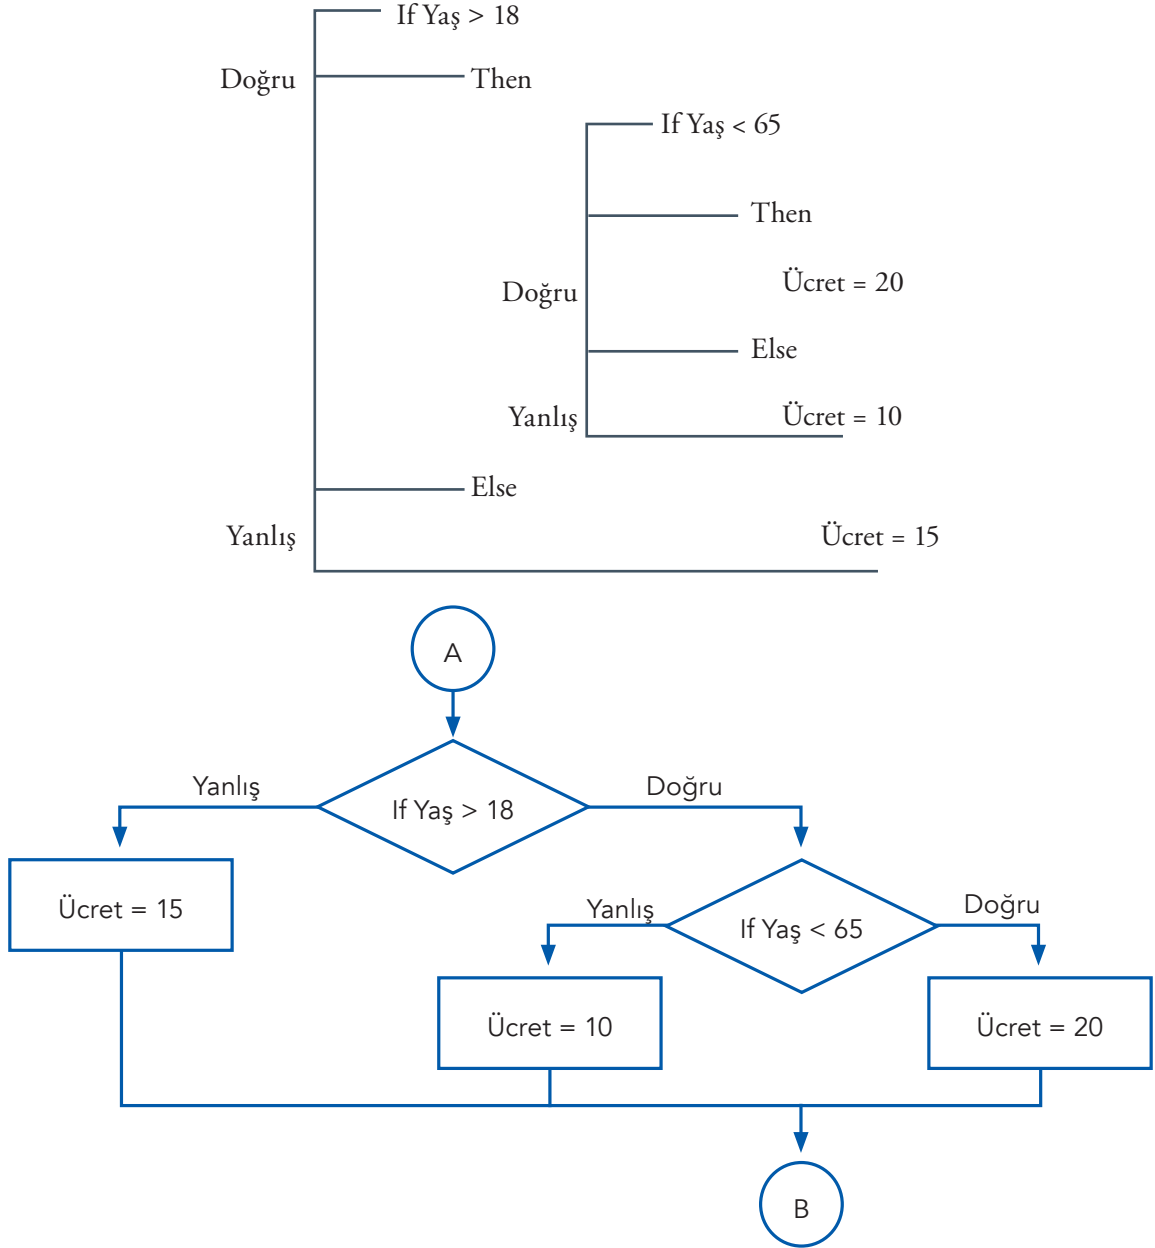 If Yaş > 18
Doğru
Then
If Yaş < 65
Then
Doğru
Ücret = 20
Else
Yanlış
Ücret = 10
Else
Yanlış
Ücret = 15
A
Yanlış
Doğru
If Yaş > 18
Ücret = 15
Yanlış
Doğru
If Yaş < 65
Ücret = 10
Ücret = 20
B